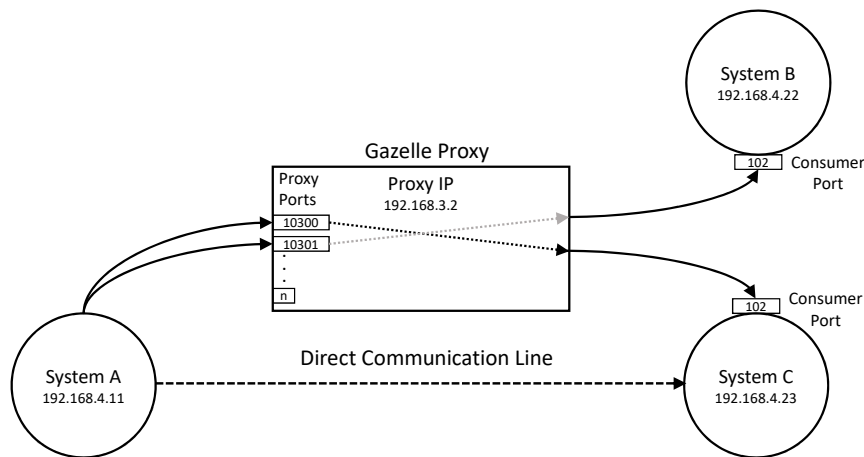 System B
192.168.4.22
102
Consumer
Port
Gazelle Proxy
Proxy
Ports
Proxy IP
192.168.3.2
10300
10301
.
.
.
n
102
Consumer
Port
Direct Communication Line
System A
192.168.4.11
System C
192.168.4.23